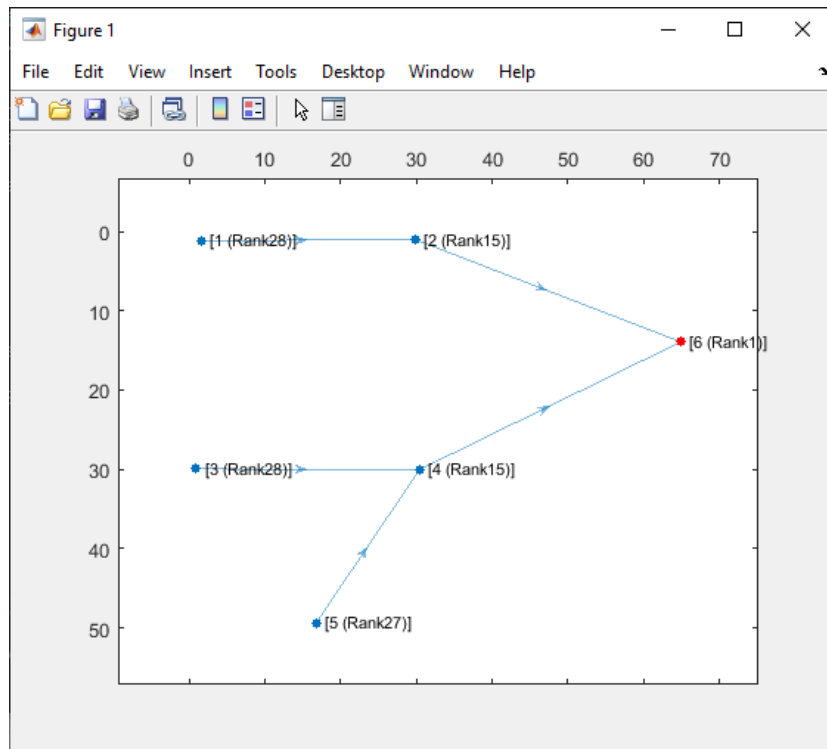 Figure 1
File Edit View Insert Tools Desktop Window Help
0 10 20 30 40 50 60 70
0
[1 (Rank28)] [2 (Rank15)]
10
[6 (Rank1)]
20
30
[3 (Rank28)] [4 (Rank15)]
40
50
[5 (Rank27)]